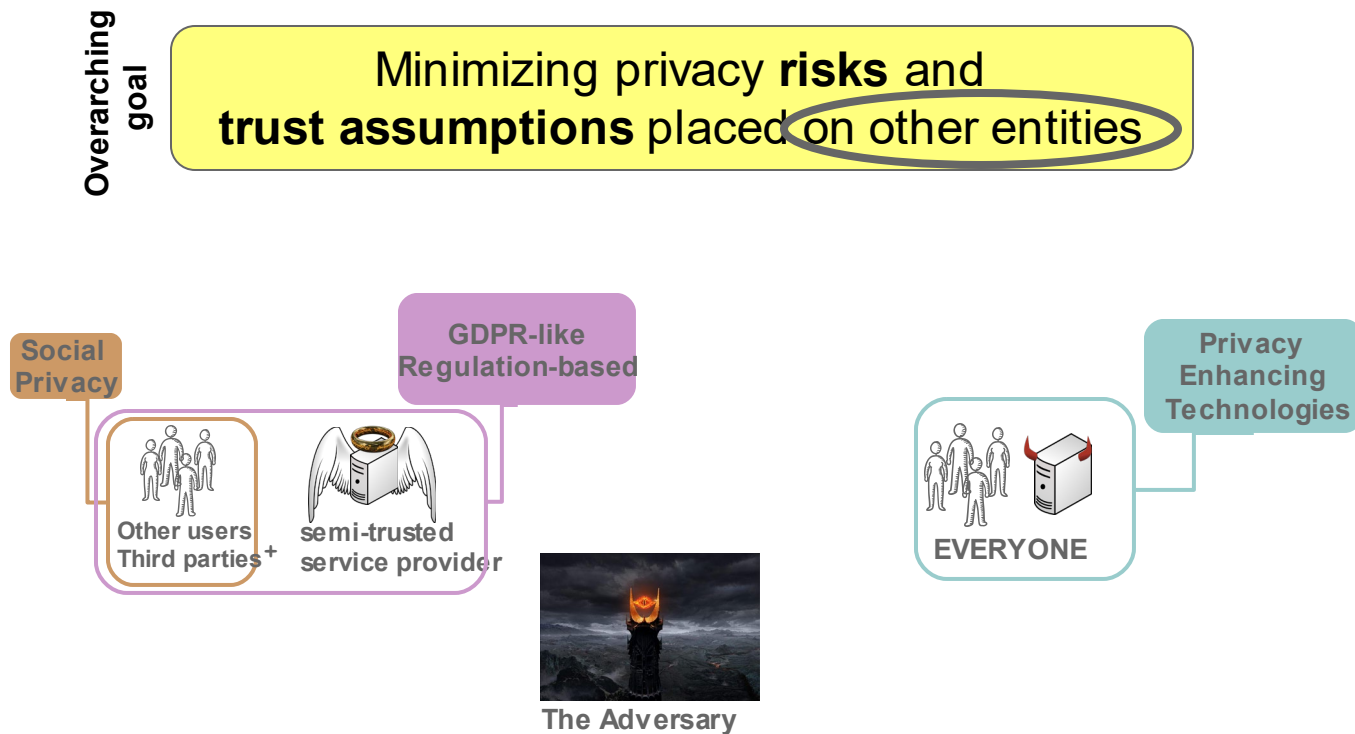 Overarching
goal
Minimizing privacy risks and
trust assumptions placed on other entities
Social
Privacy
GDPR-like
Regulation-based
Privacy
Enhancing
Technologies
Other users
Third parties+
semi-trusted
service provider
EVERYONE
The Adversary